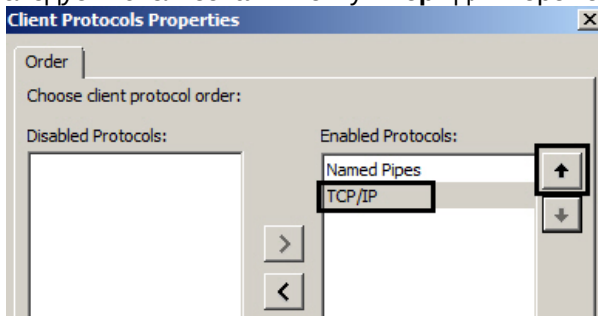 Client Protocols Properties
Order
Choose client protocol order:
Disabled Protocols:
Enabled Protocols:
Named Pipes
TCP/IP